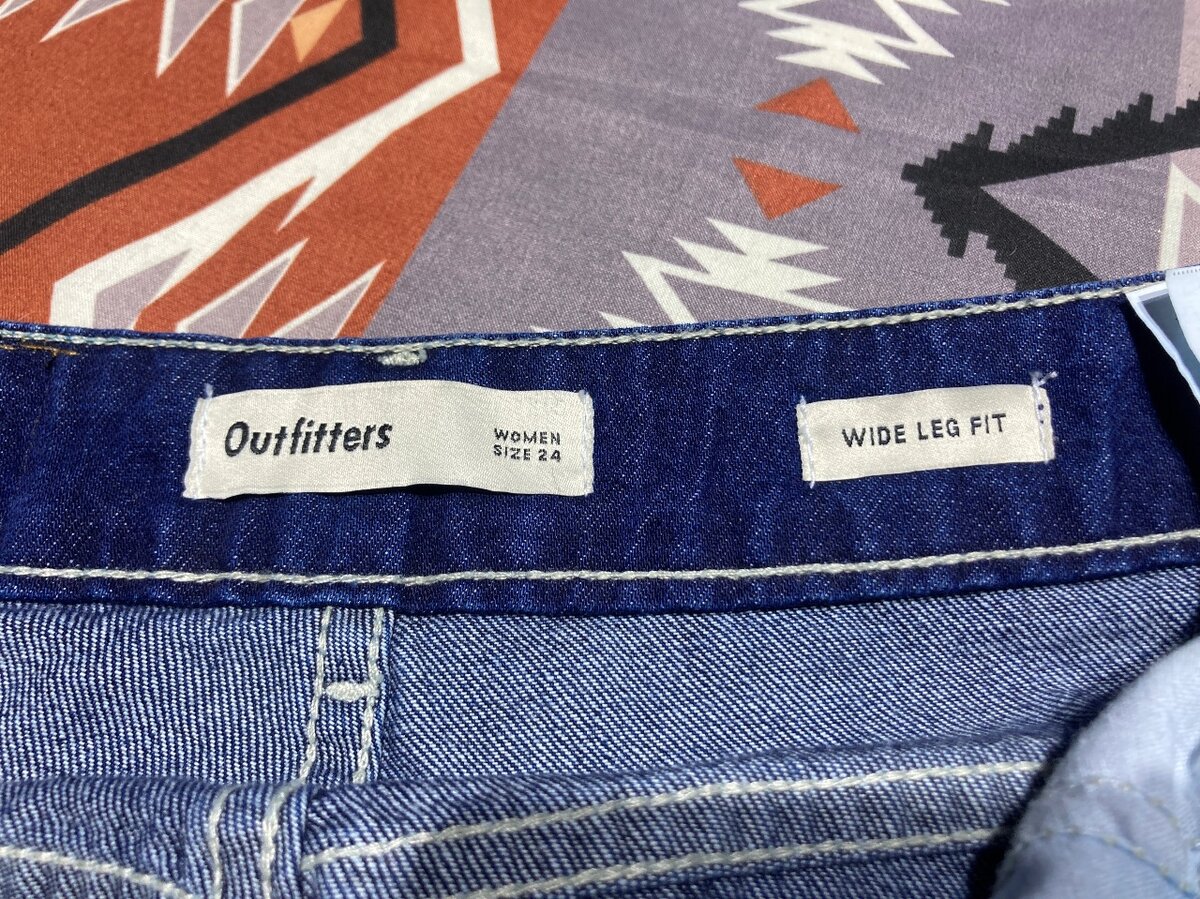 Outfitters
WOMEN
SIZE 24
WIDE LEG FIT